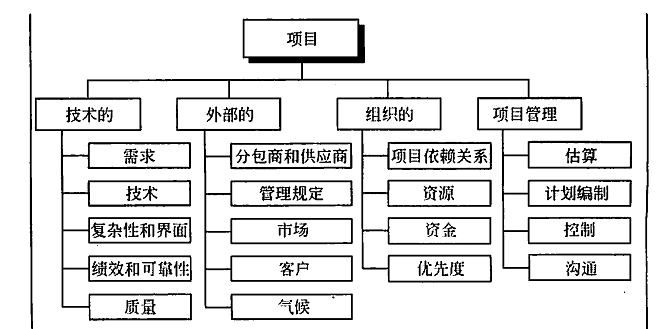 项目
技术的 外部的 组织的 项目管理
需求 分包商和供应商 项目依赖关系 估算
技术 管理规定 资源 计划编制
复杂性和界面 市场 资金 控制
绩效和可靠性 客户 优先度 沟通
质量 气候